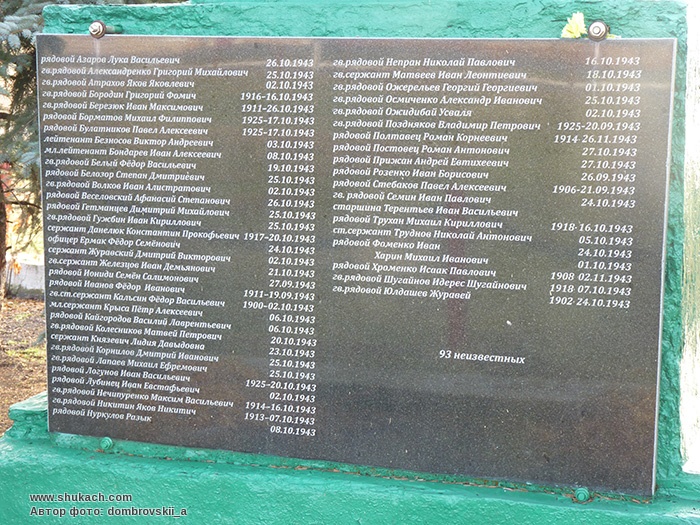 рядовой Азаров Лука Васильевич 26.10.1943
гв.рядовой Александренко Григорий Михайлович 25.10.1943
гв.рядовой Атрахов Яков Яковлевич 02.10.1943
гв.рядовой Бородин Григорий Фомич 1916-16.10.1943
гв.рядовой Березюк Иван Максимович 1911-26.10.1943
рядовой Борматов Михаил Филиппович 1925-17.10.1943
рядовой Булатников Павел Алексеевич 1925-17.10.1943
лейтенант Безносов Виктор Андреевич 03.10.1943
мл.лейтенант Бондарев Иван Алексеевич 08.10.1943
гв.рядовой Белый Фёдор Васильевич 19.10.1943
рядовой Белозор Степан Дмитриевич 25.10.1943
гв.рядовой Волков Иван Алистратович 02.10.1943
рядовой Веселовский Афанасий Степанович 26.10.1943
рядовой Гетманцев Димитрий Михайлович 25.10.1943
гв.рядовой Гужбин Иван Кириллович 25.10.1943
сержант Данелюк Константин Прокофьевич 1917-20.10.1943
офицер Ермак Фёдор Семёнович 24.10.1943
рядовой Журавский Дмитрий Викторович 02.10.1943
гв.сержант Железцов Иван Демьянович 21.10.1943
рядовой Иониди Семён Салимонович 27.09.1943
рядовой Иванов Фёдор Иванович 1911-19.09.1943
гв.ст.сержант Кальсин Фёдор Васильевич 1900-02.10.1943
мл.сержант Крыса Пётр Алексеевич 06.10.1943
рядовой Кайгородов Василий Лаврентьевич 06.10.1943
гв.рядовой Колесников Матвей Петрович 20.10.1943
сержант Князевич Лидия Давыдовна 23.10.1943
гв.рядовой Корнилов Дмитрий Иванович 25.10.1943
гв.рядовой Лапаев Михаил Ефремович 25.10.1943
рядовой Логунов Иван Васильевич 1925-20.10.1943
рядовой Лубинец Иван Евстафьевич 02.10.1943
гв.рядовой Нечипуренко Максим Васильевич 1914-16.10.1943
гв.рядовой Никитин Яков Никитич 1913-07.10.1943
рядовой Нуркулов Разык 08.10.1943
гв.рядовой Непран Николай Павлович 16.10.1943
гв.сержант Матвеев Иван Леонтиевич 18.10.1943
гв.рядовой Ожерельев Георгий Георгиевич 01.10.1943
гв.рядовой Осмиченко Александр Иванович 25.10.1943
гв.рядовой Ожидибай Усваля 02.10.1943
гв.рядовой Поздняков Владимир Петрович 1925-20.09.1943
рядовой Полтавец Роман Корнеевич 1914-26.11.1943
рядовой Постовец Роман Антонович 27.10.1943
рядовой Прижан Андрей Евтихеевич 27.10.1943
рядовой Розенко Иван Борисович 26.09.1943
рядовой Стебаков Павел Алексеевич 1906-21.09.1943
гв. рядовой Семин Иван Павлович 24.10.1943
старшина Терентьев Иван Васильевич
рядовой Трухан Михаил Кириллович 1918-16.10.1943
ст.сержант Труднов Николай Антонович 05.10.1943
рядовой Фоменко Иван 24.10.1943
Харин Михаил Иванович 01.10.1943
рядовой Хроменко Исаак Павлович 1908 02.11.1943
гв.рядовой Шугайнов Идерес Шугайнович 1918 07.10.1943
гв.рядовой Юлдашев Журавей 1902-24.10.1943
93 неизвестных
www.shukach.com
Автор фото: dombrovskii_a